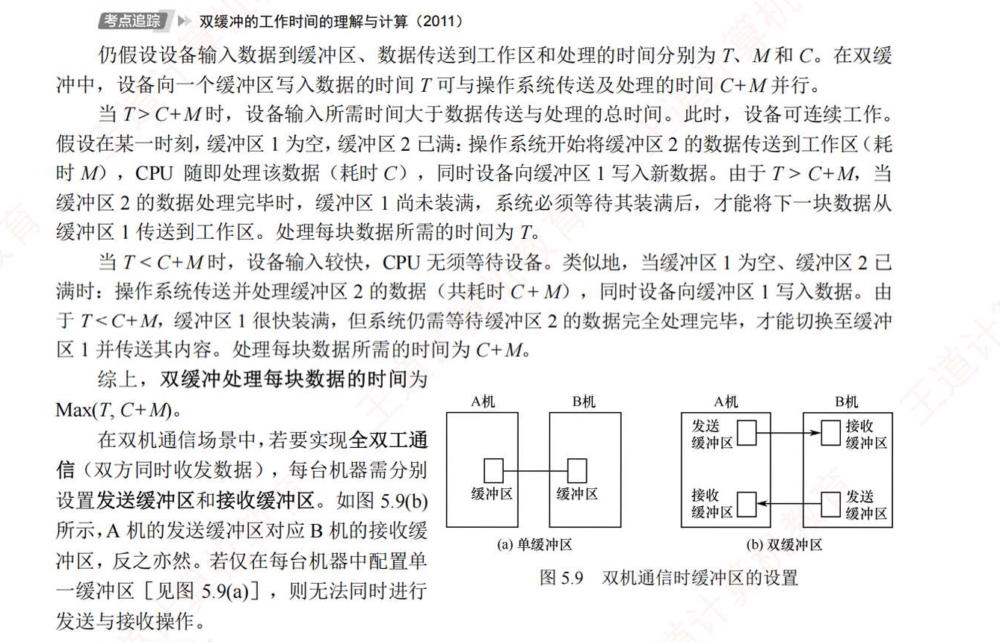 考点追踪 双缓冲的工作时间的理解与计算（2011）
仍假设设备输入数据到缓冲区、数据传送到工作区和处理的时间分别为 T、M 和 C。在双缓
冲中，设备向一个缓冲区写入数据的时间 T 可与操作系统传送及处理的时间 C+M 并行。
当 T > C+M 时，设备输入所需时间大于数据传送与处理的总时间。此时，设备可连续工作。
假设在某一时刻，缓冲区 1 为空，缓冲区 2 已满：操作系统开始将缓冲区 2 的数据传送到工作区（耗
时 M），CPU 随即处理该数据（耗时 C），同时设备向缓冲区 1 写入新数据。由于 T > C+M，当
缓冲区 2 的数据处理完毕时，缓冲区 1 尚未装满，系统必须等待其装满后，才能将下一块数据从
缓冲区 1 传送到工作区。处理每块数据所需的时间为 T。
当 T < C+M 时，设备输入较快，CPU 无须等待设备。类似地，当缓冲区 1 为空、缓冲区 2 已
满时：操作系统传送并处理缓冲区 2 的数据（共耗时 C + M），同时设备向缓冲区 1 写入数据。由
于 T < C+M，缓冲区 1 很快装满，但系统仍需等待缓冲区 2 的数据完全处理完毕，才能切换至缓冲
区 1 并传送其内容。处理每块数据所需的时间为 C+M。
综上，双缓冲处理每块数据的时间为
Max(T, C+M)。
在双机通信场景中，若要实现全双工通
信（双方同时收发数据），每台机器需分别
设置发送缓冲区和接收缓冲区。如图 5.9(b)
所示，A 机的发送缓冲区对应 B 机的接收缓
冲区，反之亦然。若仅在每台机器中配置单
一缓冲区［见图 5.9(a)］，则无法同时进行
发送与接收操作。
A机
B机
缓冲区
缓冲区
(a) 单缓冲区
A机
B机
发送
缓冲区
接收
缓冲区
接收
缓冲区
发送
缓冲区
(b) 双缓冲区
图 5.9 双机通信时缓冲区的设置